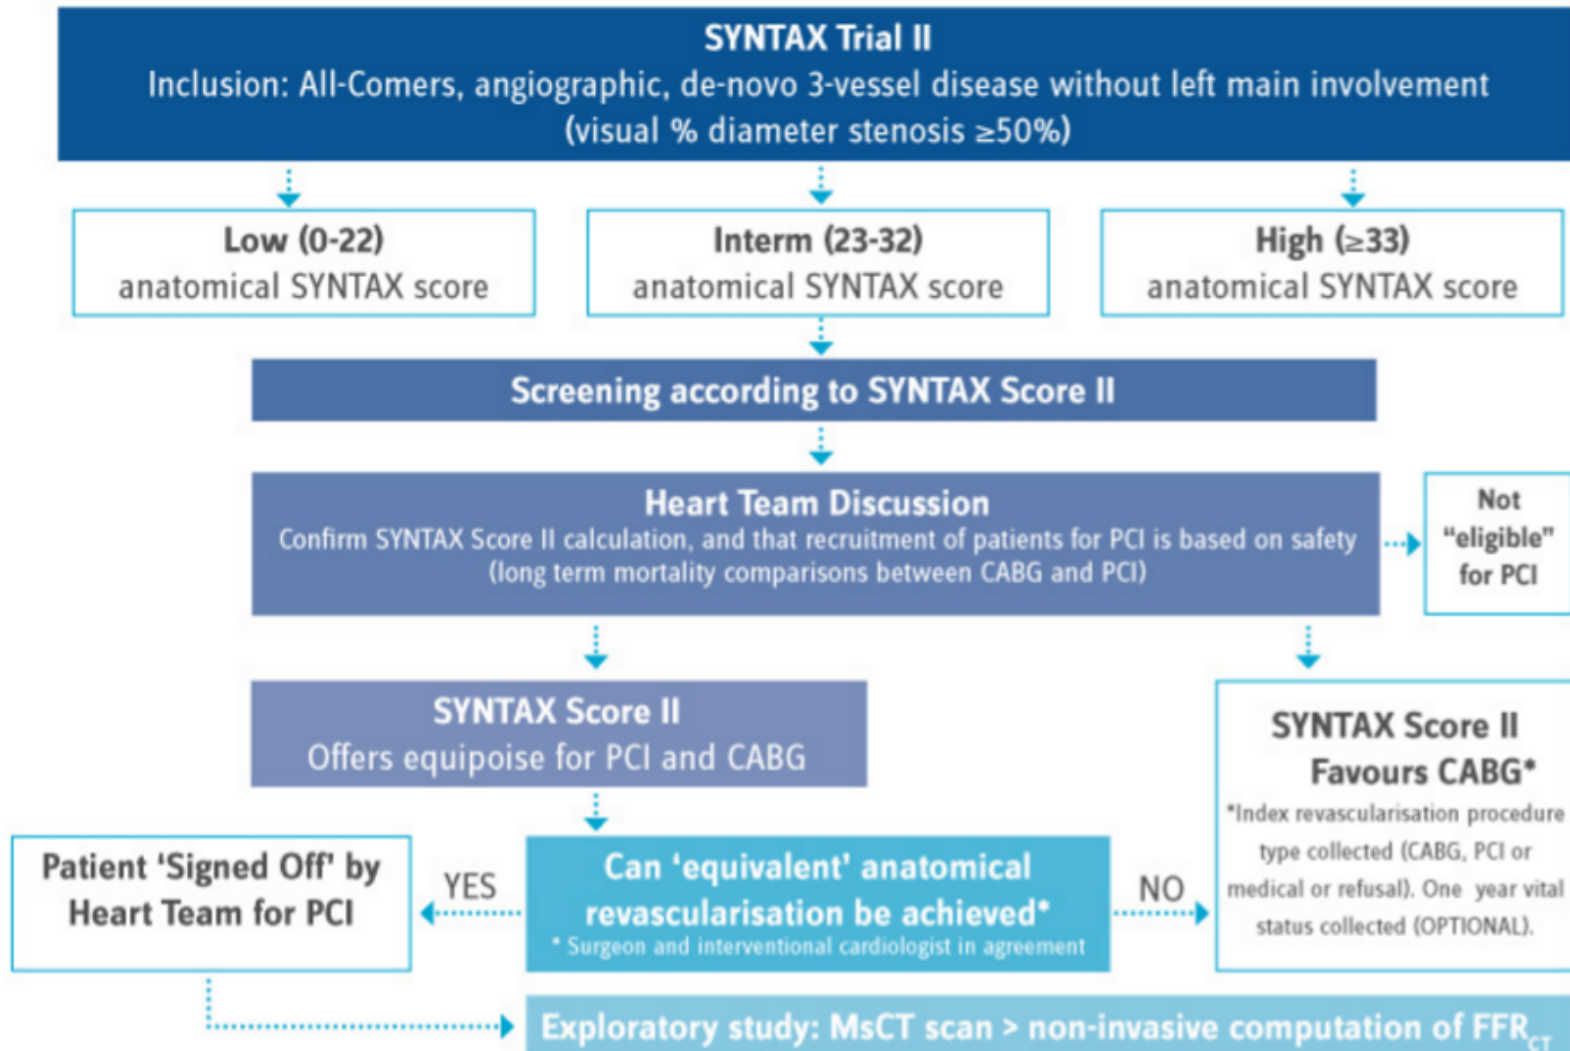 SYNTAX Trial II
Inclusion: All-Comers, angiographic, de-novo 3-vessel disease without left main involvement
(visual % diameter stenosis ≥50%)
Low (0-22)
anatomical SYNTAX score
Interm (23-32)
anatomical SYNTAX score
High (≥33)
anatomical SYNTAX score
Screening according to SYNTAX Score II
Heart Team Discussion
Confirm SYNTAX Score II calculation, and that recruitment of patients for PCI is based on safety
(long term mortality comparisons between CABG and PCI)
Not
“eligible”
for PCI
SYNTAX Score II
Offers equipoise for PCI and CABG
SYNTAX Score II
Favours CABG*
*Index revascularisation procedure
type collected (CABG, PCI or
medical or refusal). One year vital
status collected (OPTIONAL).
Patient ‘Signed Off’ by
Heart Team for PCI
YES
Can ‘equivalent’ anatomical
revascularisation be achieved*
* Surgeon and interventional cardiologist in agreement
NO
Exploratory study: MsCT scan > non-invasive computation of FFRCT